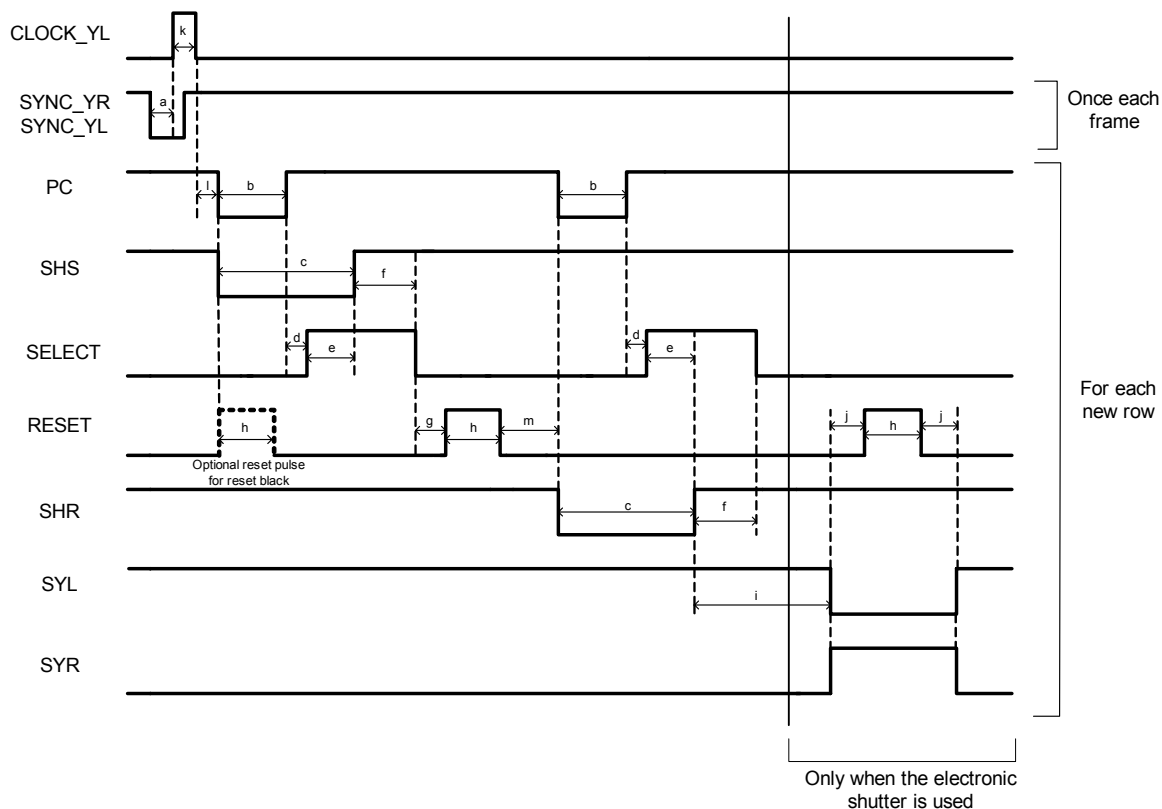 CLOCK_YL
k
SYNC_YR
SYNC_YL
a
Once each
frame
PC
l
b
b
SHS
c
f
SELECT
d
e
d
e
For each
new row
RESET
h
g
h
m
j
h
j
Optional reset pulse
for reset black
SHR
c
f
SYL
i
SYR
Only when the electronic
shutter is used